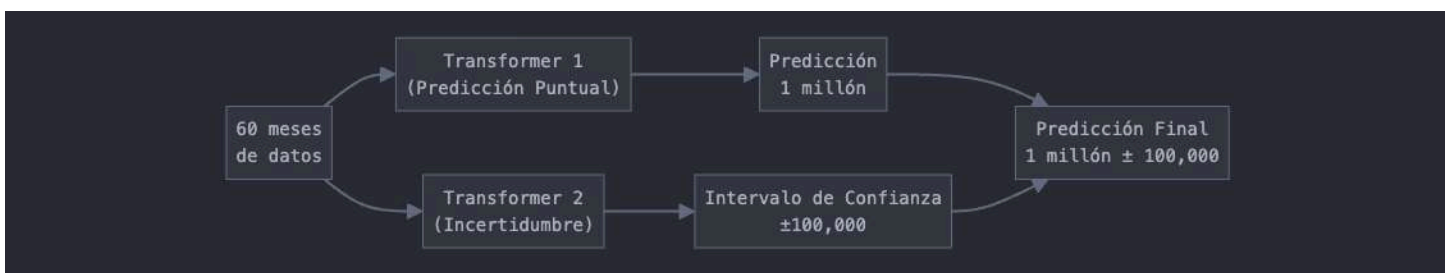 60 meses
de datos
Transformer 1
(Predicción Puntual)
Predicción
1 millón
Transformer 2
(Incertidumbre)
Intervalo de Confianza
±100,000
Predicción Final
1 millón ± 100,000